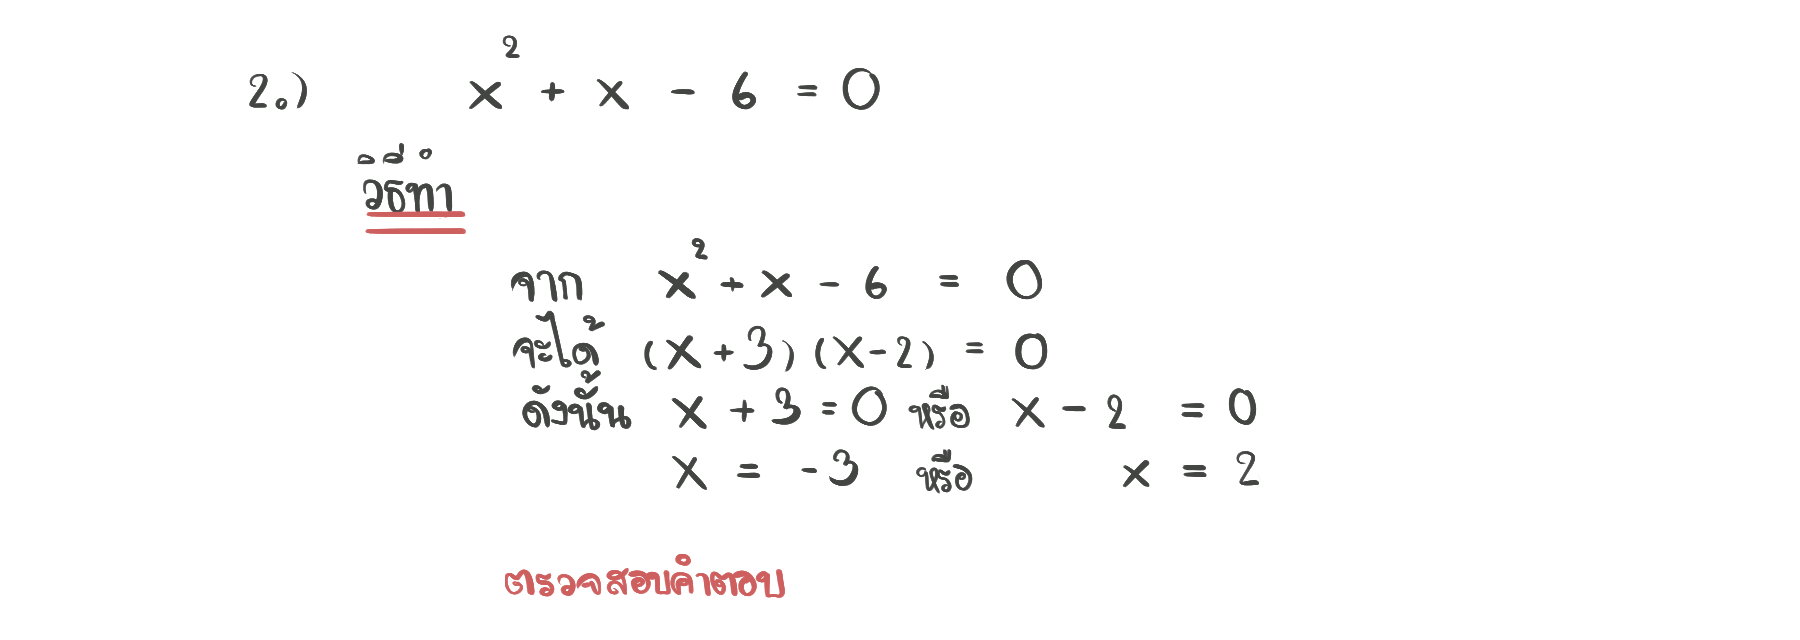 2.) x² + x - 6 = 0
วิธีทำ
จาก x² + x - 6 = 0
จะได้ (x + 3) (x - 2) = 0
ดังนั้น x + 3 = 0 หรือ x - 2 = 0
x = -3 หรือ x = 2
ตรวจสอบคำตอบ